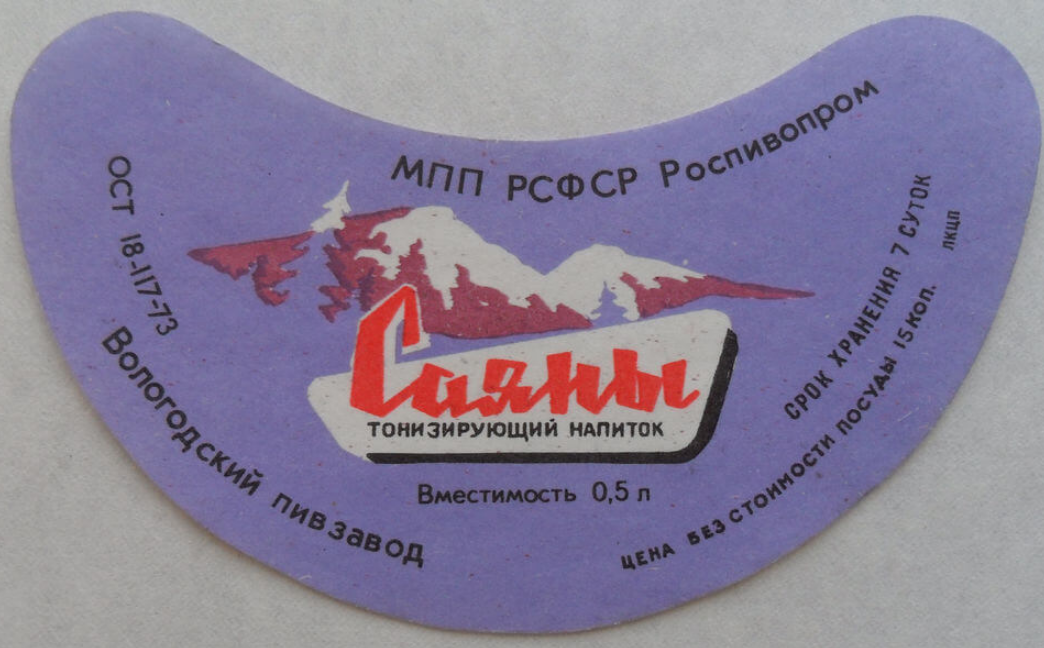 МПП РСФСР Роспивопром
ОСТ 18-117-73
Вологодский пивзавод
Саяны
ТОНИЗИРУЮЩИЙ НАПИТОК
Вместимость 0,5 л
СРОК ХРАНЕНИЯ 7 СУТОК
ЦЕНА БЕЗ СТОИМОСТИ ПОСУДЫ 15 КОП.
ЛКЦП